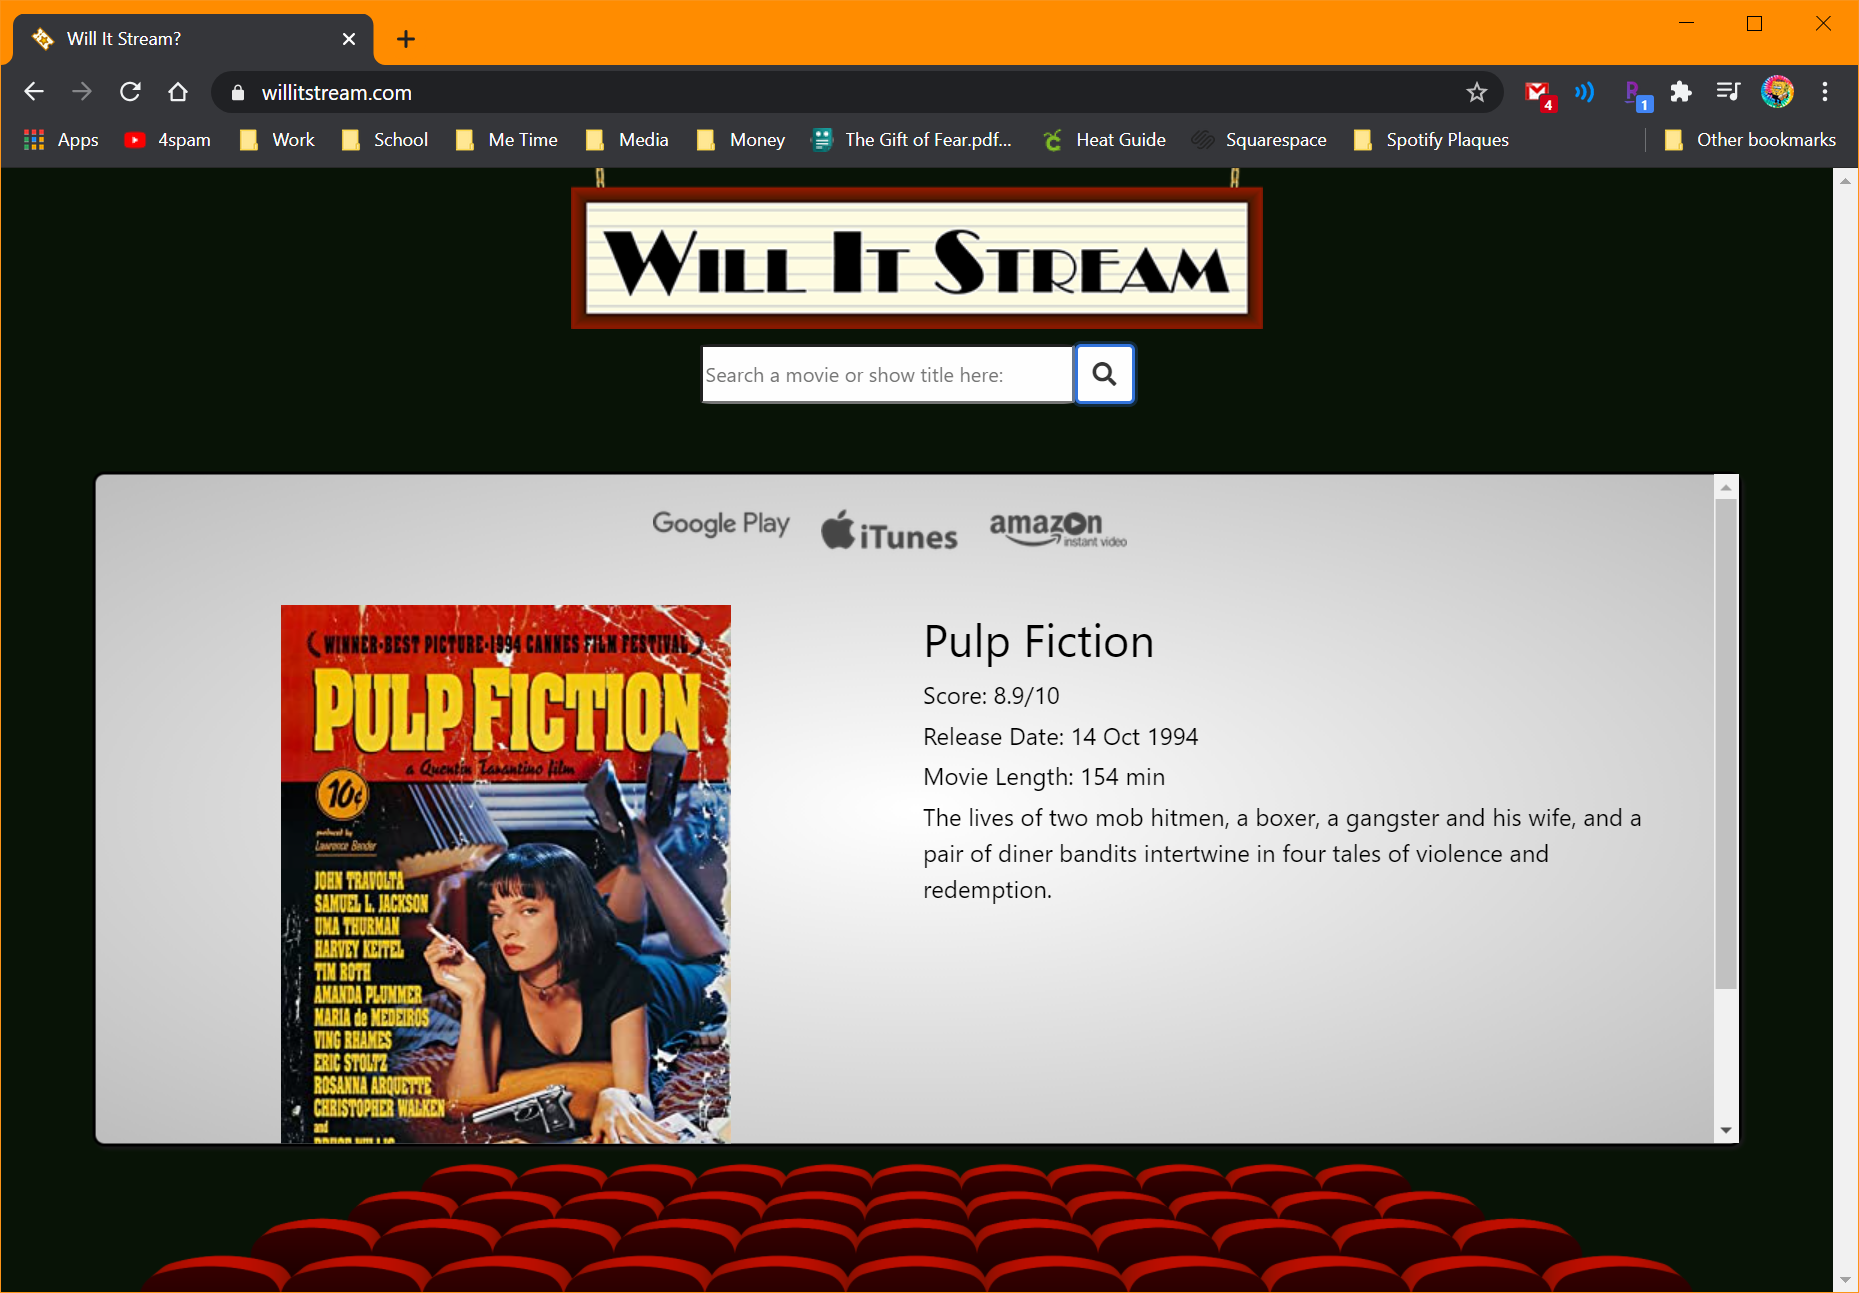 Will It Stream?
willitstream.com
4
1
Apps
4spam
Work
School
Me Time
Media
Money
The Gift of Fear.pdf...
Heat Guide
Squarespace
Spotify Plaques
Other bookmarks
WILL IT STREAM
Search a movie or show title here:
Google Play
iTunes
amazon
instant video
WINNER-BEST PICTURE-1994 CANNES FILM FESTIVAL
PULP FICTION
a Quentin Tarantino film
10¢
produced by
Lawrence Bender
JOHN TRAVOLTA
SAMUEL L. JACKSON
UMA THURMAN
HARVEY KEITEL
TIM ROTH
AMANDA PLUMMER
MARIA de MEDEIROS
VING RHAMES
ERIC STOLTZ
ROSANNA ARQUETTE
CHRISTOPHER WALKEN
and
BRUCE WILLIS
Pulp Fiction
Score: 8.9/10
Release Date: 14 Oct 1994
Movie Length: 154 min
The lives of two mob hitmen, a boxer, a gangster and his wife, and a
pair of diner bandits intertwine in four tales of violence and
redemption.